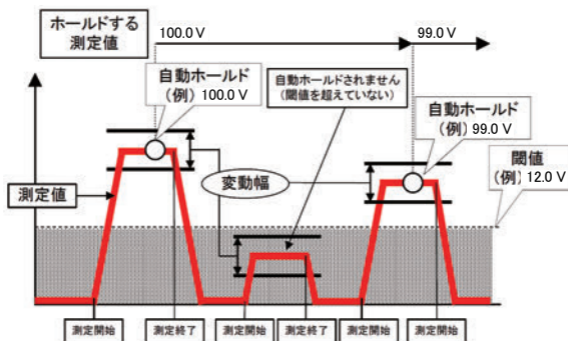 ホールドする
測定値
100.0 V
99.0 V
自動ホールド
(例) 100.0 V
自動ホールドされません
(閾値を超えていない)
自動ホールド
(例) 99.0 V
閾値
(例) 12.0 V
測定値
変動幅
測定開始
測定終了
測定開始
測定終了
測定開始
測定開始